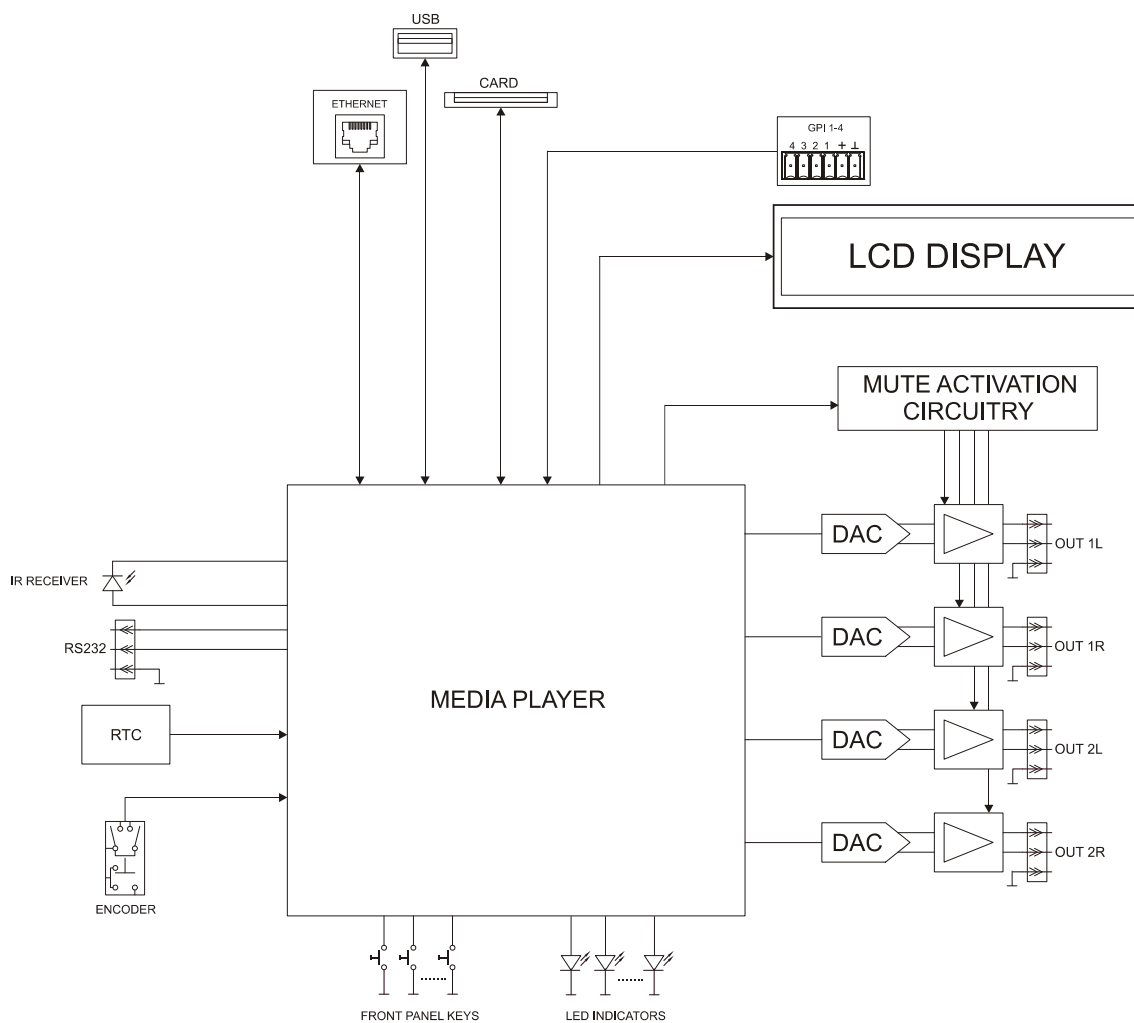 USB
CARD
ETHERNET
GPI 1-4
4 3 2 1 + ⊥
LCD DISPLAY
MUTE ACTIVATION
CIRCUITRY
DAC
OUT 1L
IR RECEIVER
RS232
DAC
OUT 1R
MEDIA PLAYER
RTC
DAC
OUT 2L
DAC
OUT 2R
ENCODER
FRONT PANEL KEYS
LED INDICATORS